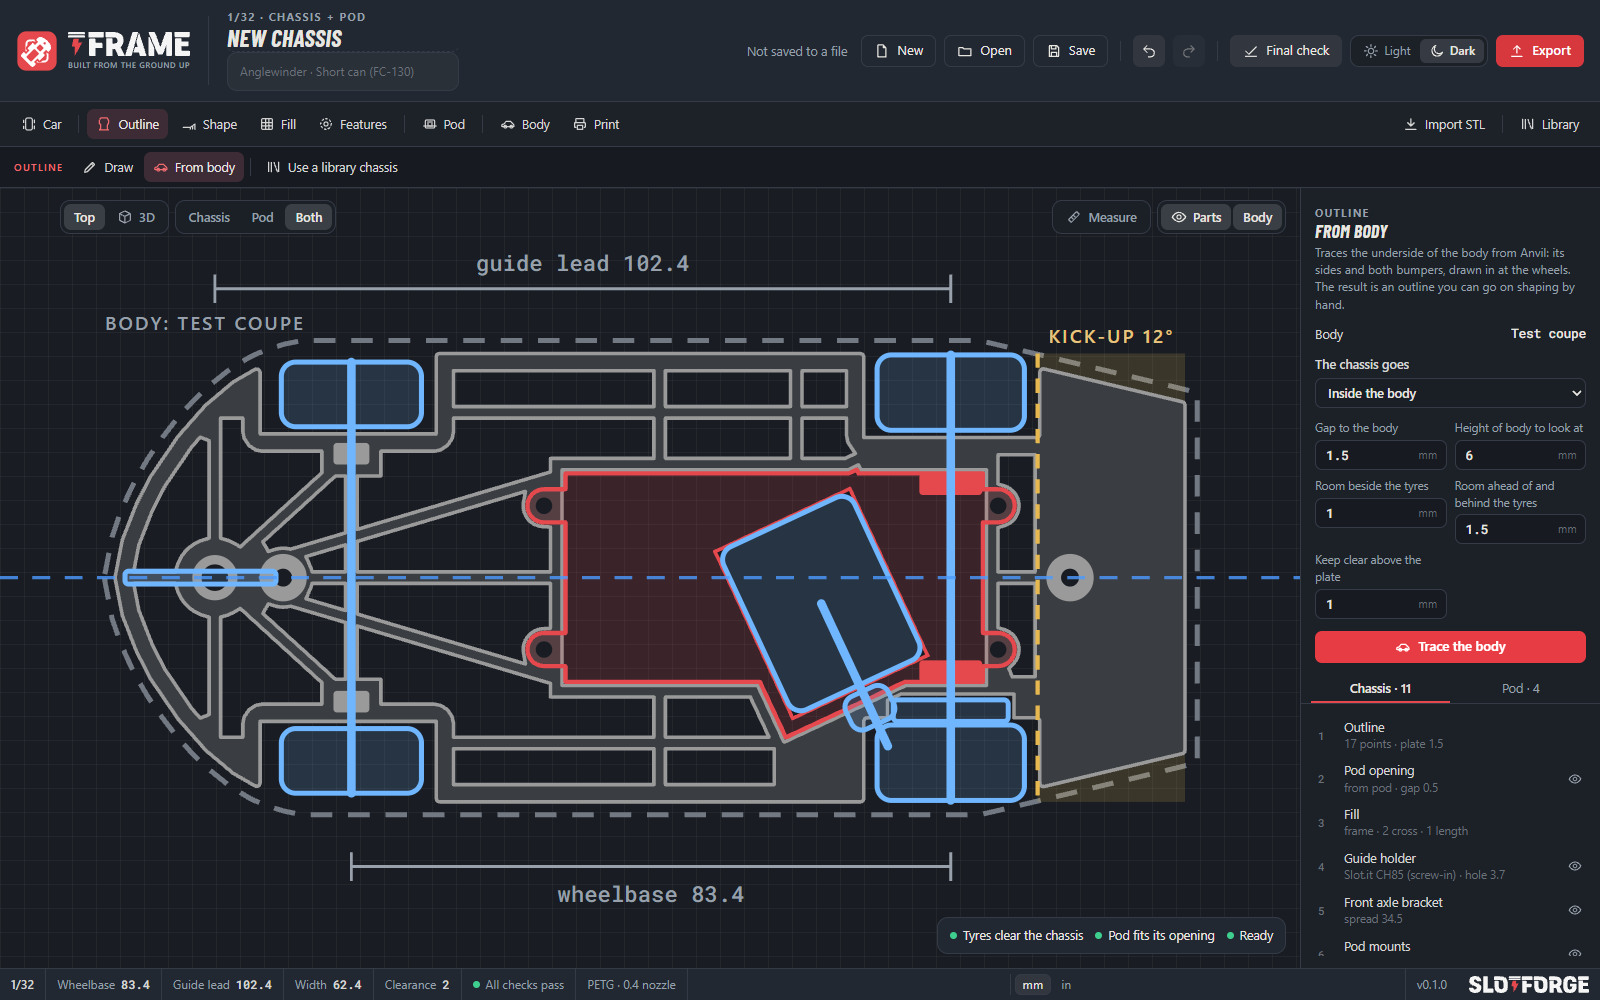 FRAME
BUILT FROM THE GROUND UP
1/32 · CHASSIS + POD
NEW CHASSIS
Anglewinder · Short can (FC-130)
Not saved to a file
New
Open
Save
Final check
Light
Dark
Export
Car
Outline
Shape
Fill
Features
Pod
Body
Print
Import STL
Library
OUTLINE
Draw
From body
Use a library chassis
Top
3D
Chassis
Pod
Both
Measure
Parts
Body
guide lead 102.4
BODY: TEST COUPE
KICK-UP 12°
wheelbase 83.4
Tyres clear the chassis
Pod fits its opening
Ready
OUTLINE
FROM BODY
Traces the underside of the body from Anvil: its
sides and both bumpers, drawn in at the wheels.
The result is an outline you can go on shaping by
hand.
Body
Test coupe
The chassis goes
Inside the body
Gap to the body
Height of body to look at
1.5 mm
6 mm
Room beside the tyres
Room ahead of and
behind the tyres
1 mm
1.5 mm
Keep clear above the
plate
1 mm
Trace the body
Chassis · 11
Pod · 4
1 Outline
17 points · plate 1.5
2 Pod opening
from pod · gap 0.5
3 Fill
frame · 2 cross · 1 length
4 Guide holder
Slot.it CH85 (screw-in) · hole 3.7
5 Front axle bracket
spread 34.5
6 Pod mounts
1/32
Wheelbase 83.4
Guide lead 102.4
Width 62.4
Clearance 2
All checks pass
PETG · 0.4 nozzle
mm
in
v0.1.0
SLOTFORGE